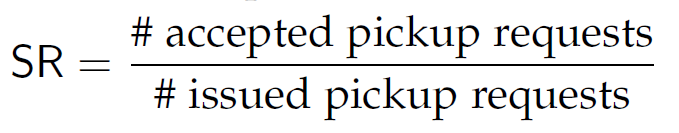 SR = # accepted pickup requests
# issued pickup requests